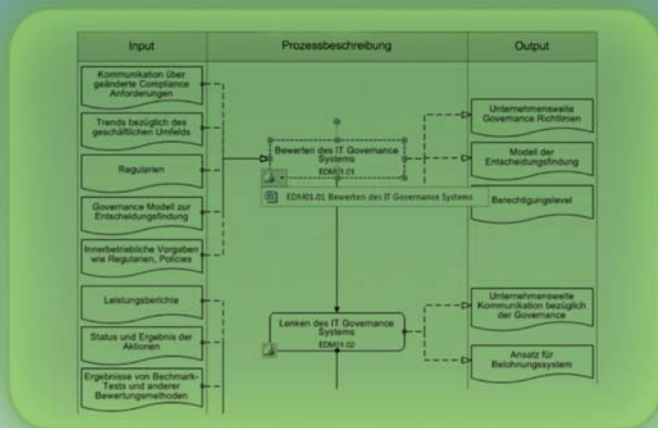 Input
Prozessbeschreibung
Output
Kommunikation über
geänderte Compliance
Anforderungen
Trends bezüglich des
geschäftlichen Umfelds
Regularien
Governance Modell zur
Entscheidungsfindung
Innerbetriebliche Vorgaben
wie Regularien, Policies
Leistungsberichte
Status und Ergebnis der
Aktionen
Ergebnisse von Bechmark-
Tests und anderer
Bewertungsmethoden
Bewerten des IT Governance
Systems
EDM01.01
EDM01.01 Bewerten des IT Governance Systems
Lenken des IT Governance
Systems
EDM01.02
Unternehmensweite
Governance Richtlinien
Modell der
Entscheidungsfindung
Berechtigungslevel
Unternehmensweite
Kommunikation bezüglich
der Governance
Ansatz für
Belohnungssystem